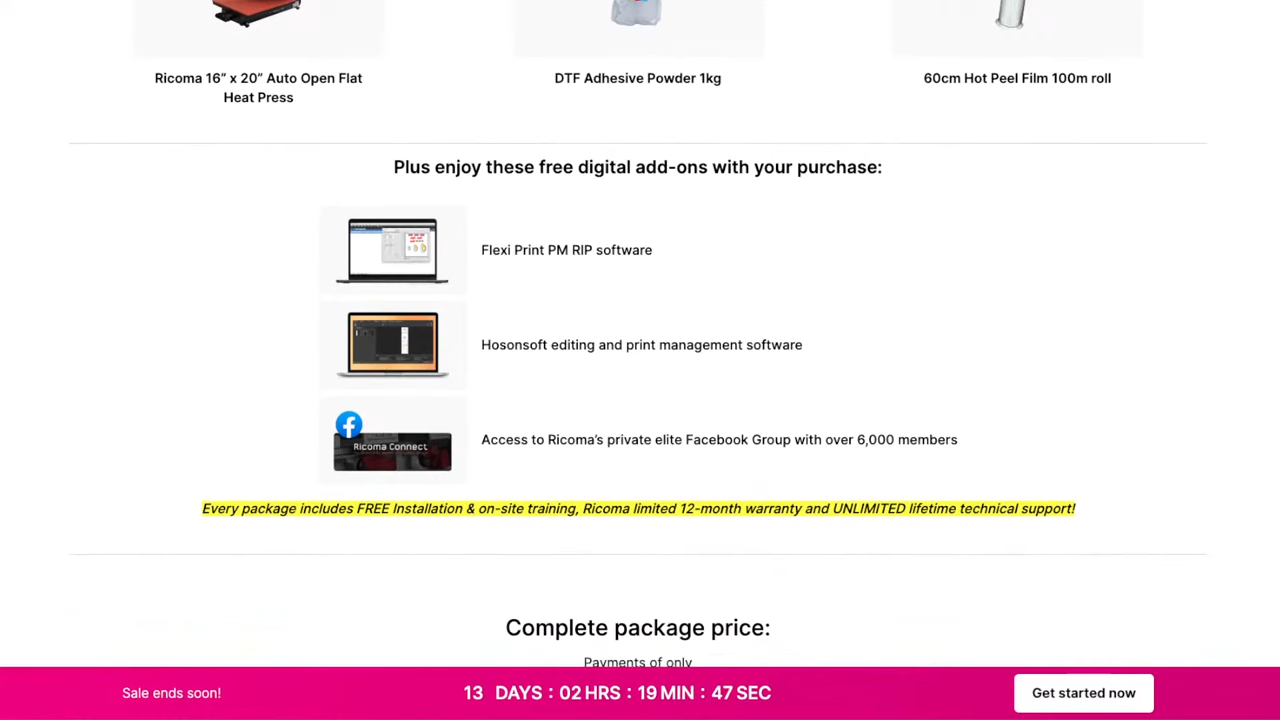 Ricoma 16” x 20” Auto Open Flat
Heat Press
DTF Adhesive Powder 1kg
60cm Hot Peel Film 100m roll
Plus enjoy these free digital add-ons with your purchase:
Flexi Print PM RIP software
Hosonsoft editing and print management software
Ricoma Connect
Access to Ricoma’s private elite Facebook Group with over 6,000 members
Every package includes FREE Installation & on-site training, Ricoma limited 12-month warranty and UNLIMITED lifetime technical support!
Complete package price:
Payments of only
Sale ends soon!
13 DAYS : 02 HRS : 19 MIN : 47 SEC
Get started now